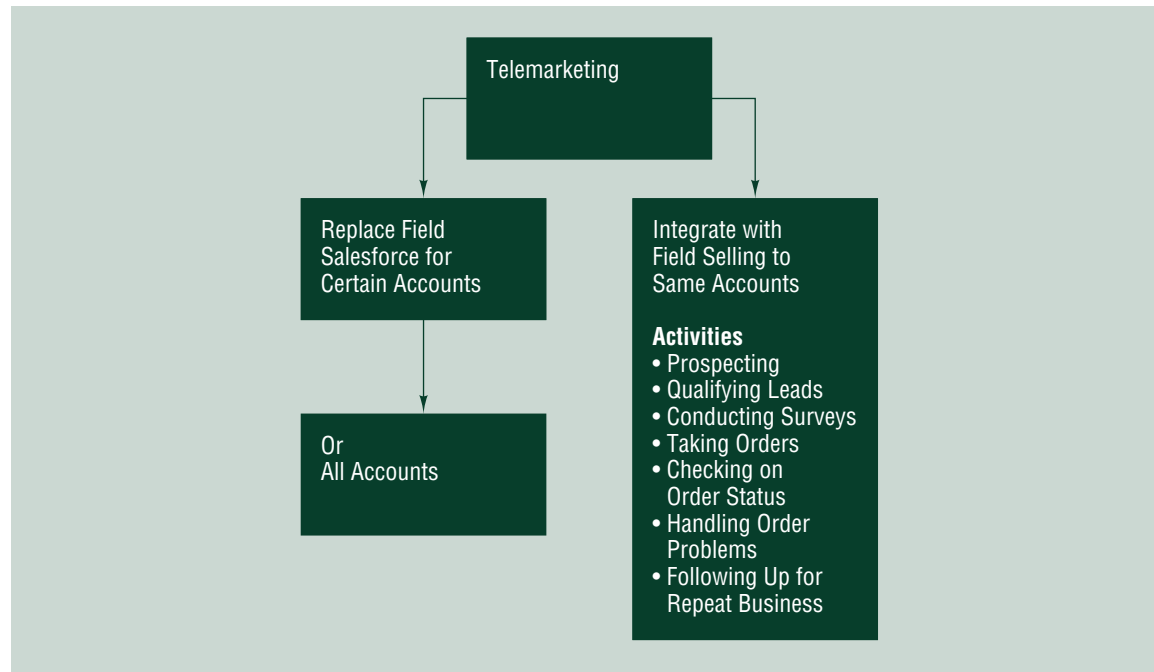 Telemarketing
Replace Field
Salesforce for
Certain Accounts
Or
All Accounts
Integrate with
Field Selling to
Same Accounts
Activities
• Prospecting
• Qualifying Leads
• Conducting Surveys
• Taking Orders
• Checking on
Order Status
• Handling Order
Problems
• Following Up for
Repeat Business